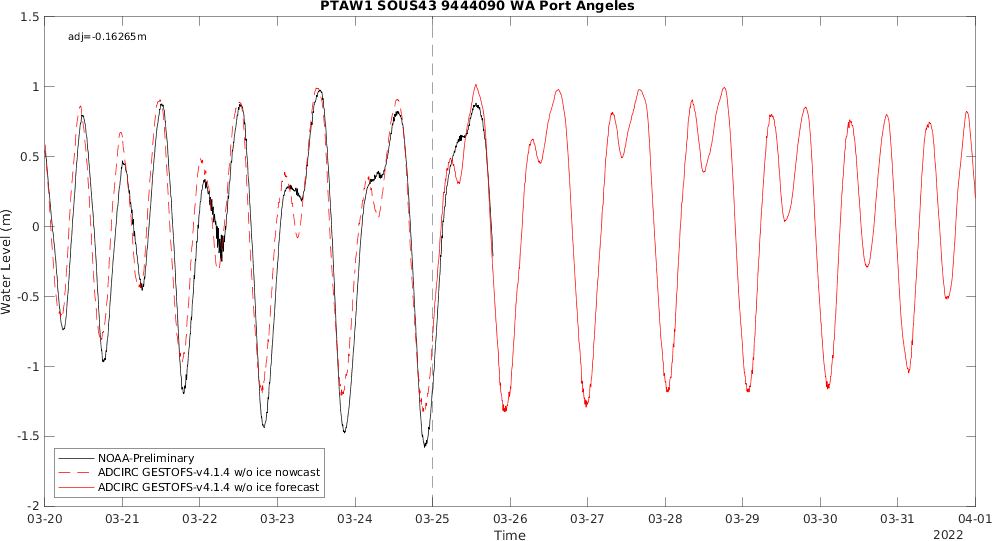 PTAW1 SOUS43 9444090 WA Port Angeles
adj=-0.16265m
1.5
1
0.5
0
-0.5
-1
-1.5
-2
Water Level (m)
NOAA-Preliminary
ADCIRC GESTOFS-v4.1.4 w/o ice nowcast
ADCIRC GESTOFS-v4.1.4 w/o ice forecast
03-20 03-21 03-22 03-23 03-24 03-25 03-26 03-27 03-28 03-29 03-30 03-31 04-01
Time
2022